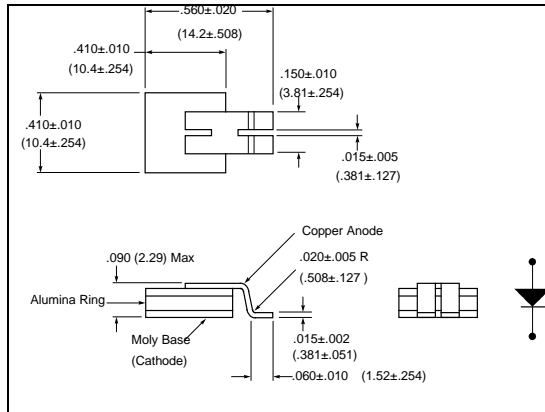 .560±.020
(14.2±.508)
.410±.010
(10.4±.254)
.150±.010
(3.81±.254)
.410±.010
(10.4±.254)
.015±.005
(.381±.127)
Copper Anode
.090 (2.29) Max
.020±.005 R
(.508±.127 )
Alumina Ring
Moly Base
(Cathode)
.015±.002
(.381±.051)
.060±.010 (1.52±.254)